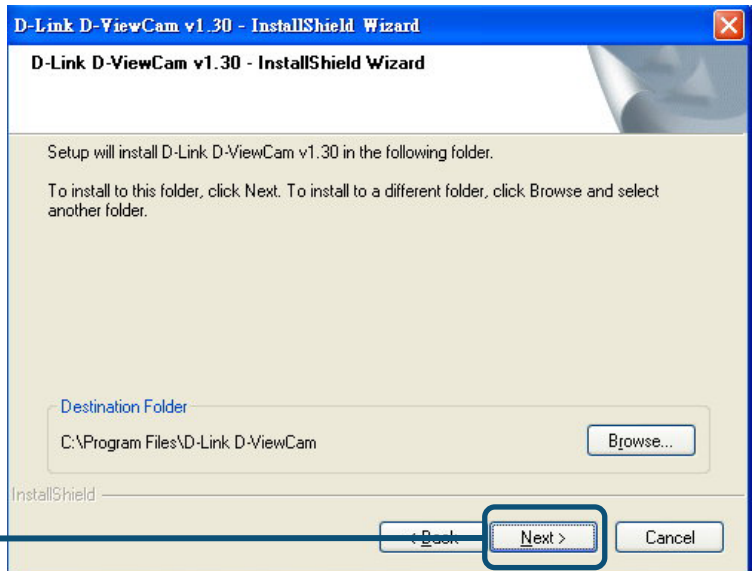 D-Link D-ViewCam v1.30 - InstallShield Wizard
D-Link D-ViewCam v1.30 - InstallShield Wizard
Setup will install D-Link D-ViewCam v1.30 in the following folder.
To install to this folder, click Next. To install to a different folder, click Browse and select
another folder.
Destination Folder
C:\Program Files\D-Link D-ViewCam
Browse...
InstallShield
< Back
Next >
Cancel